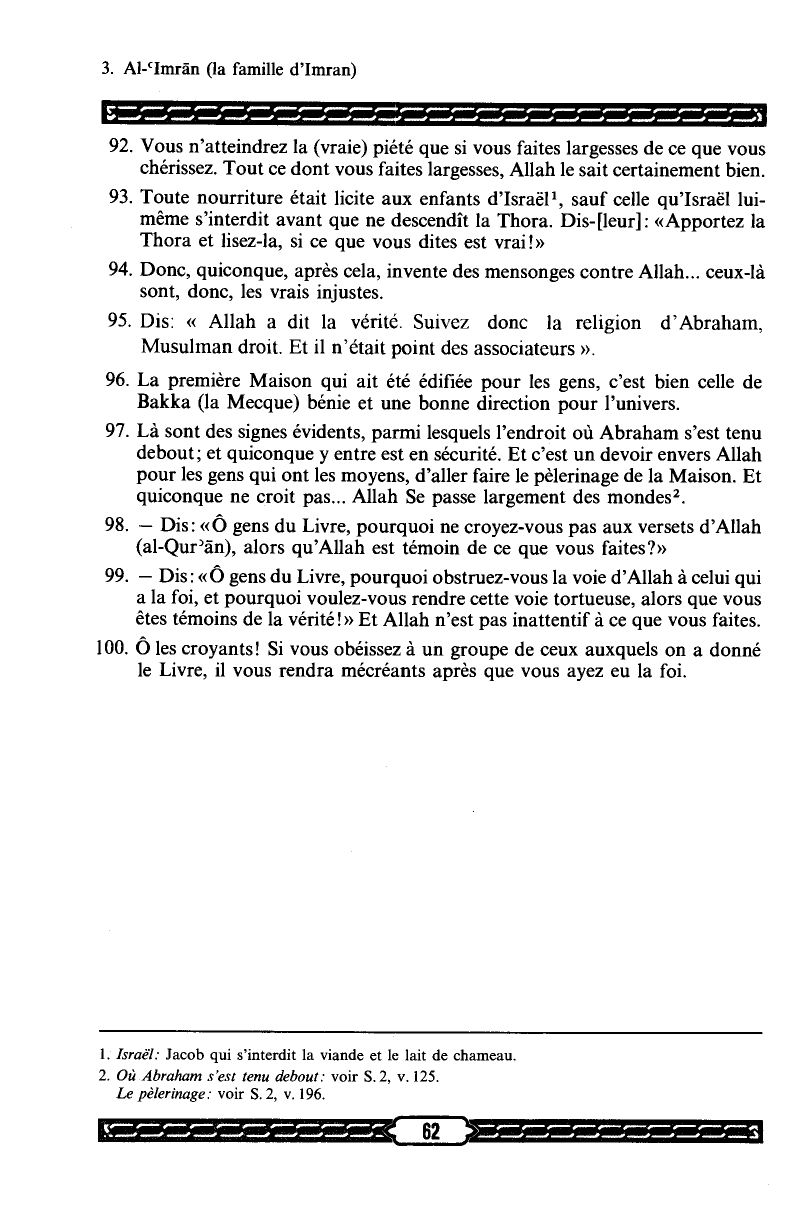 3. Al-ᶜImrān (la famille d’Imran)
92. Vous n’atteindrez la (vraie) piété que si vous faites largesses de ce que vous
chérissez. Tout ce dont vous faites largesses, Allah le sait certainement bien.
93. Toute nourriture était licite aux enfants d’Israël¹, sauf celle qu’Israël lui-
même s’interdit avant que ne descendît la Thora. Dis-[leur] : «Apportez la
Thora et lisez-la, si ce que vous dites est vrai!»
94. Donc, quiconque, après cela, invente des mensonges contre Allah... ceux-là
sont, donc, les vrais injustes.
95. Dis: « Allah a dit la vérité. Suivez donc la religion d’Abraham,
Musulman droit. Et il n’était point des associateurs ».
96. La première Maison qui ait été édifiée pour les gens, c’est bien celle de
Bakka (la Mecque) bénie et une bonne direction pour l’univers.
97. Là sont des signes évidents, parmi lesquels l’endroit où Abraham s’est tenu
debout; et quiconque y entre est en sécurité. Et c’est un devoir envers Allah
pour les gens qui ont les moyens, d’aller faire le pèlerinage de la Maison. Et
quiconque ne croit pas... Allah Se passe largement des mondes².
98. — Dis: «Ô gens du Livre, pourquoi ne croyez-vous pas aux versets d’Allah
(al-Qurʾān), alors qu’Allah est témoin de ce que vous faites?»
99. — Dis: «Ô gens du Livre, pourquoi obstruez-vous la voie d’Allah à celui qui
a la foi, et pourquoi voulez-vous rendre cette voie tortueuse, alors que vous
êtes témoins de la vérité!» Et Allah n’est pas inattentif à ce que vous faites.
100. Ô les croyants! Si vous obéissez à un groupe de ceux auxquels on a donné
le Livre, il vous rendra mécréants après que vous ayez eu la foi.
1. Israël: Jacob qui s’interdit la viande et le lait de chameau.
2. Où Abraham s’est tenu debout: voir S. 2, v. 125.
Le pèlerinage: voir S. 2, v. 196.
62